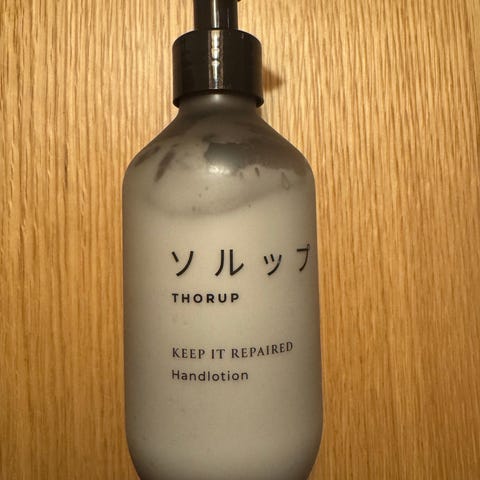 ソルップ
THORUP
KEEP IT REPAIRED
Handlotion